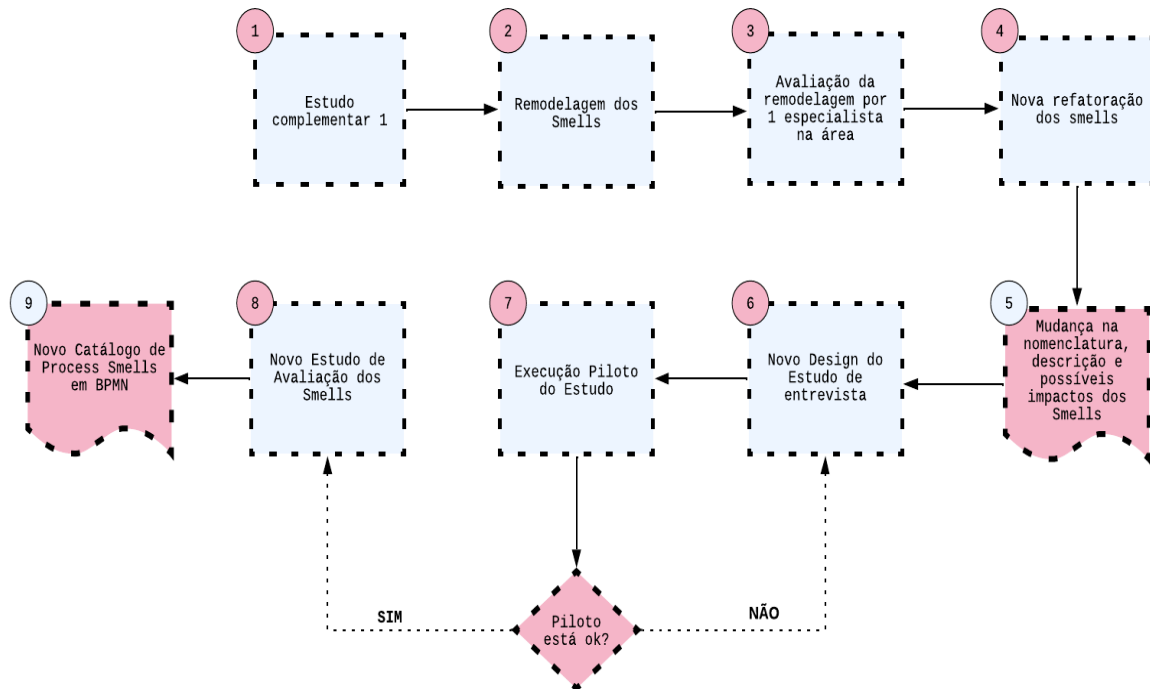 1
Estudo
complementar 1
2
Remodelagem dos
Smells
3
Avaliação da
remodelagem por
1 especialista
na área
4
Nova refatoração
dos smells
5
Mudança na
nomenclatura,
descrição e
possíveis
impactos dos
Smells
6
Novo Design do
Estudo de
entrevista
7
Execução Piloto
do Estudo
8
Novo Estudo de
Avaliação dos
Smells
9
Novo Catálogo de
Process Smells
em BPMN
Piloto
está ok?
SIM
NÃO